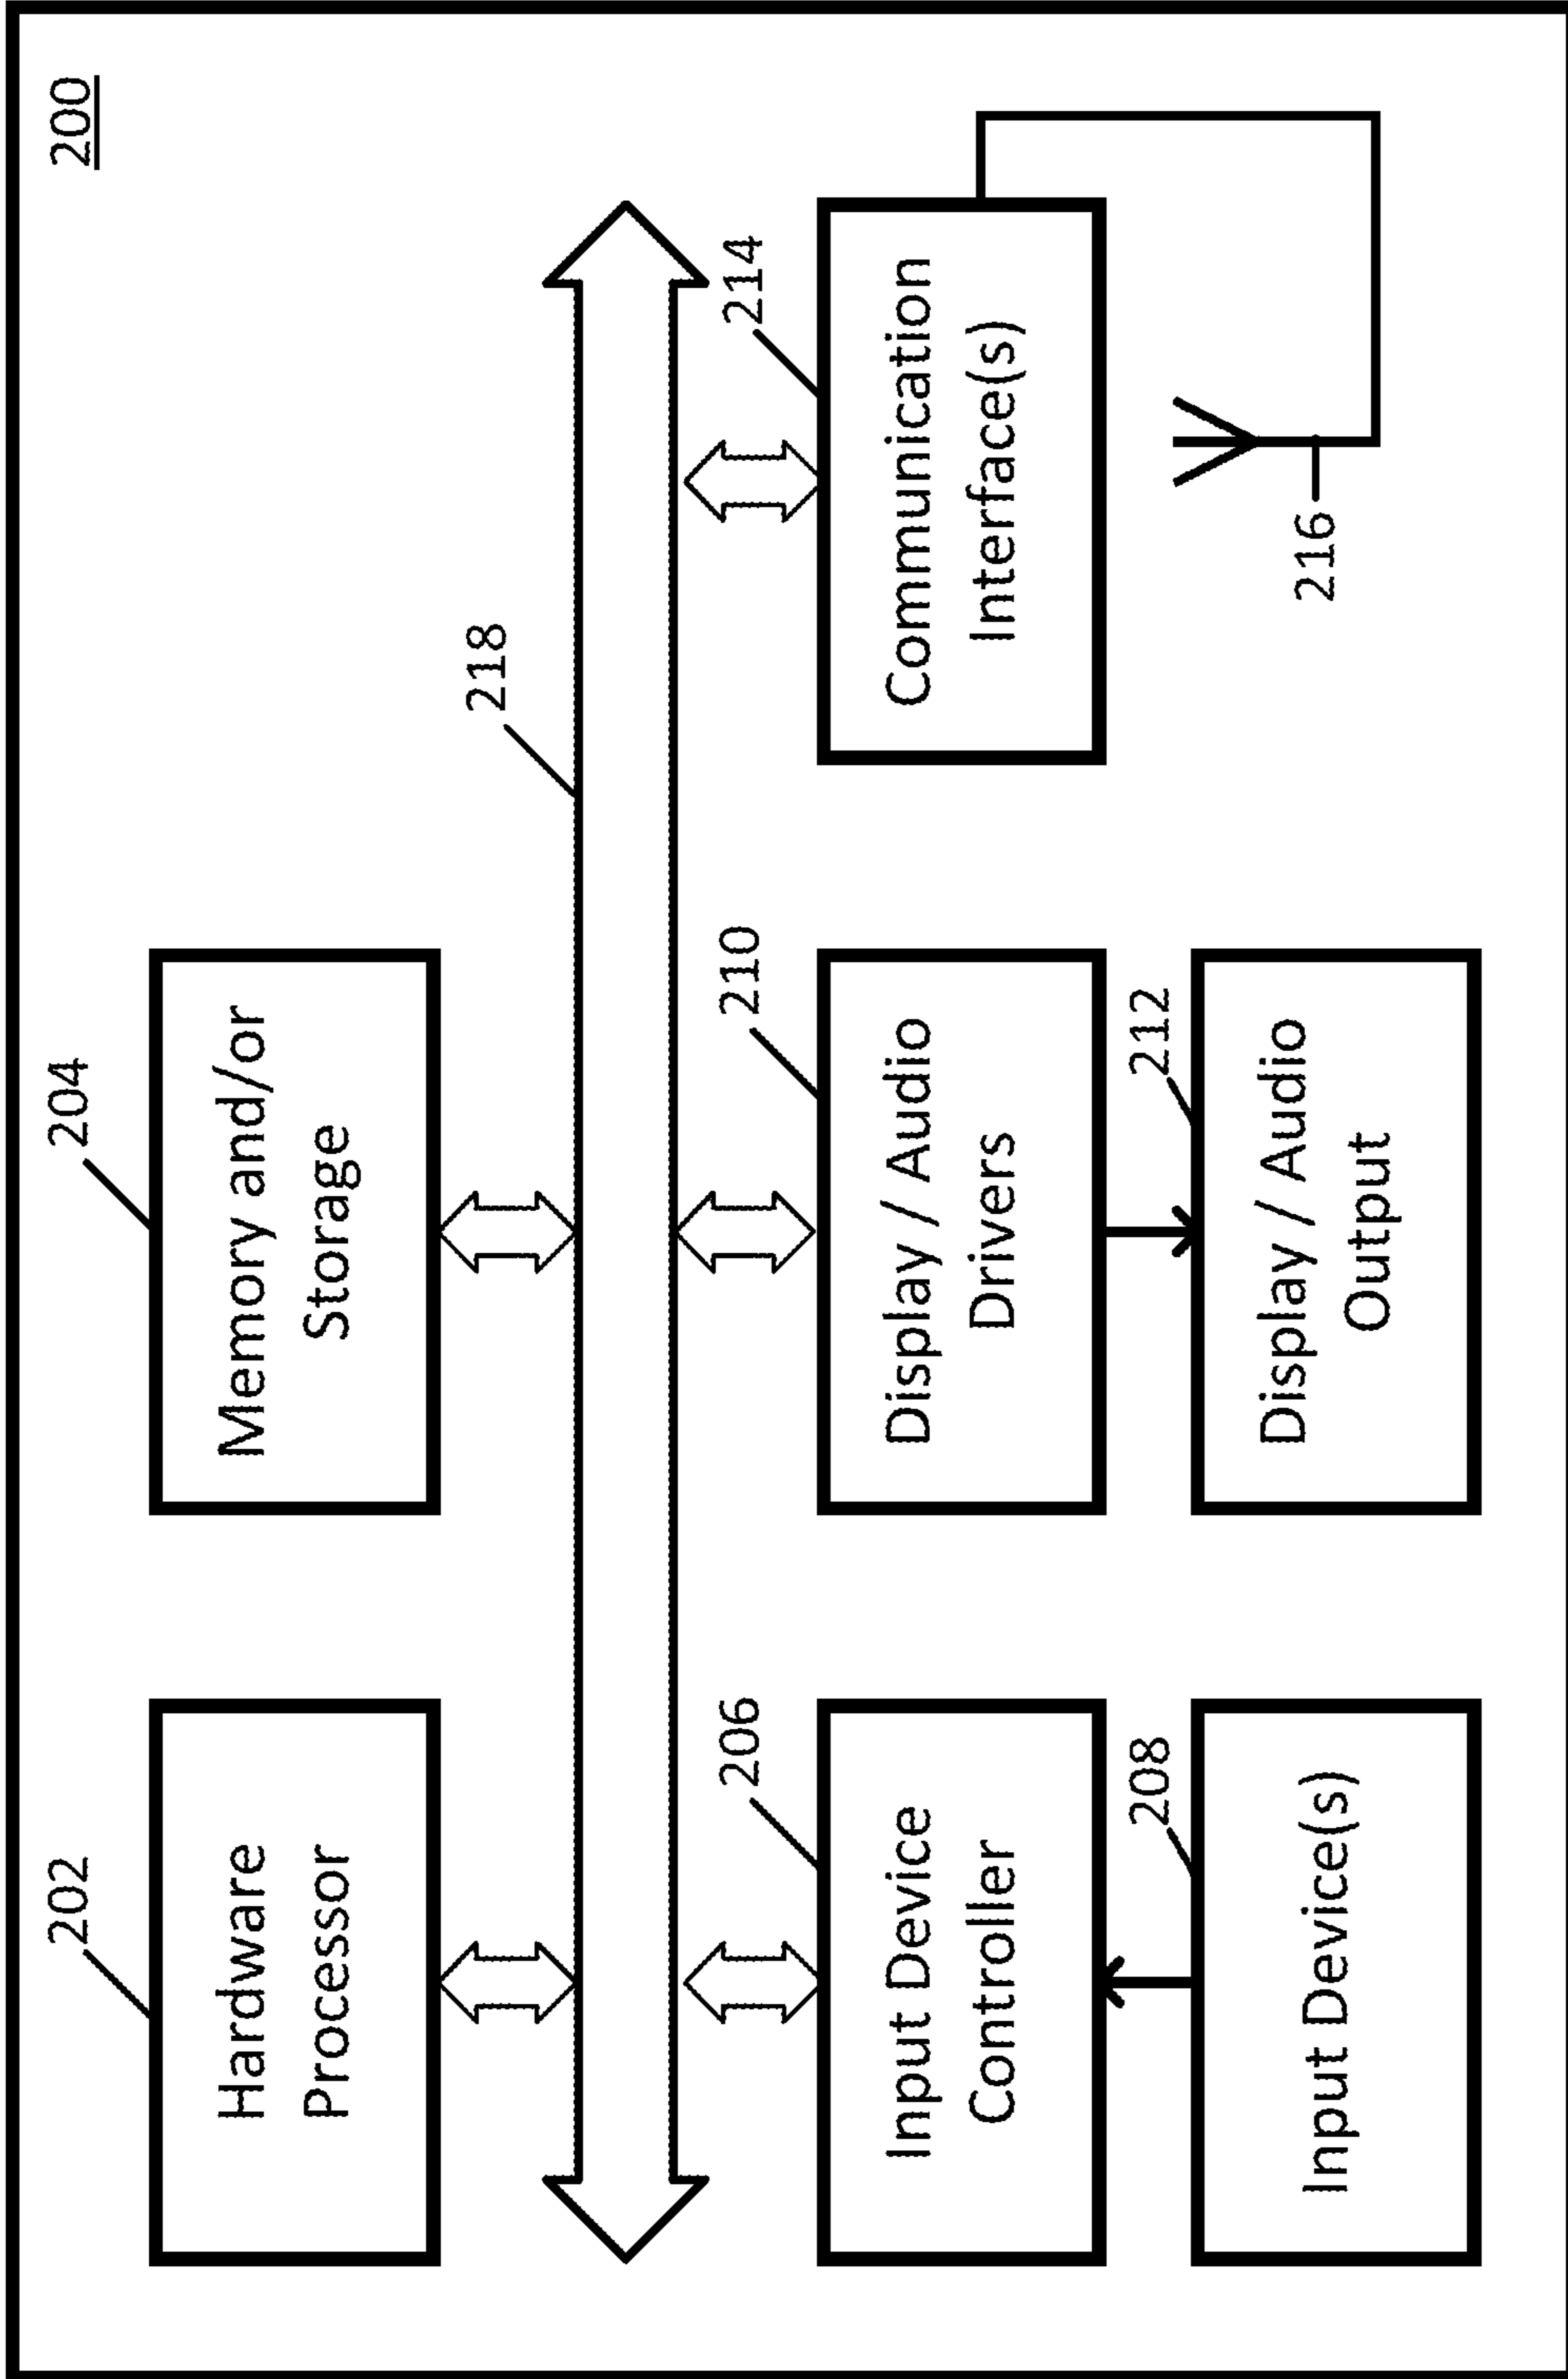 200
202
Hardware
Processor
204
Memory and/or
Storage
218
206
Input Device
Controller
210
Display / Audio
Drivers
214
Communication
Interface(s)
208
Input Device(s)
212
Display / Audio
Output
216